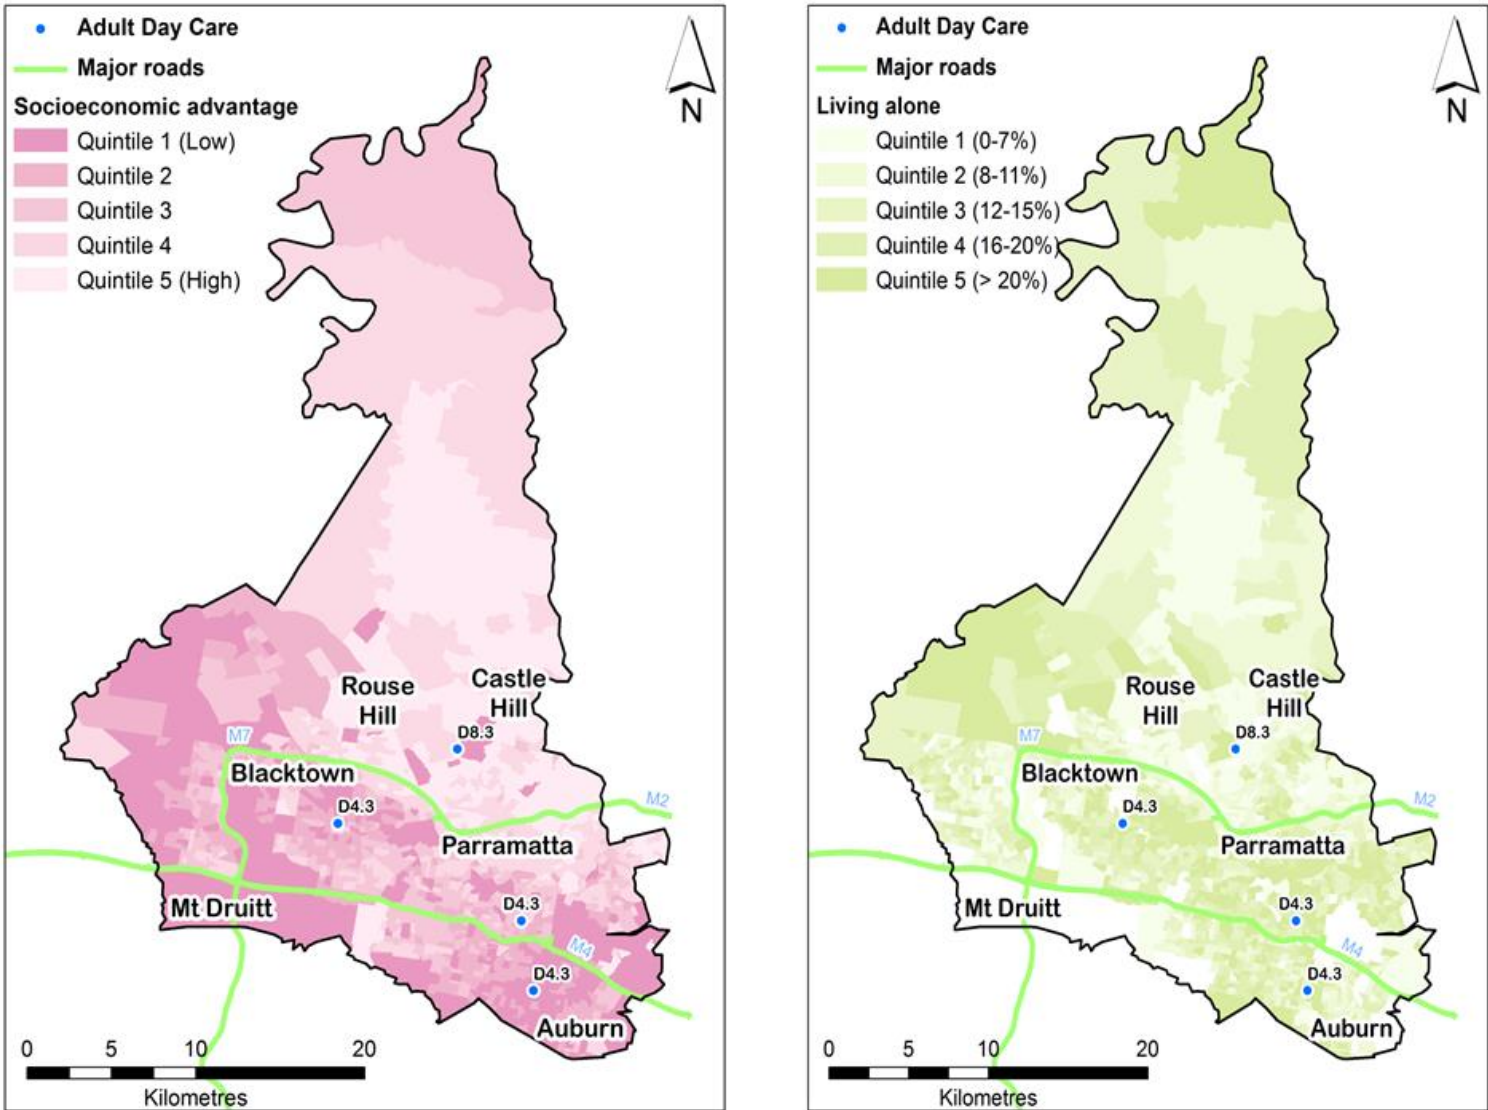 Adult Day Care
Major roads
Socioeconomic advantage
Quintile 1 (Low)
Quintile 2
Quintile 3
Quintile 4
Quintile 5 (High)
N
Rouse
Hill
Castle
Hill
D8.3
M7
Blacktown
D4.3
M2
Parramatta
Mt Druitt
D4.3
M4
D4.3
Auburn
0 5 10 20
Kilometres
Adult Day Care
Major roads
Living alone
Quintile 1 (0-7%)
Quintile 2 (8-11%)
Quintile 3 (12-15%)
Quintile 4 (16-20%)
Quintile 5 (> 20%)
N
Rouse
Hill
Castle
Hill
D8.3
M7
Blacktown
D4.3
M2
Parramatta
Mt Druitt
D4.3
M4
D4.3
Auburn
0 5 10 20
Kilometres